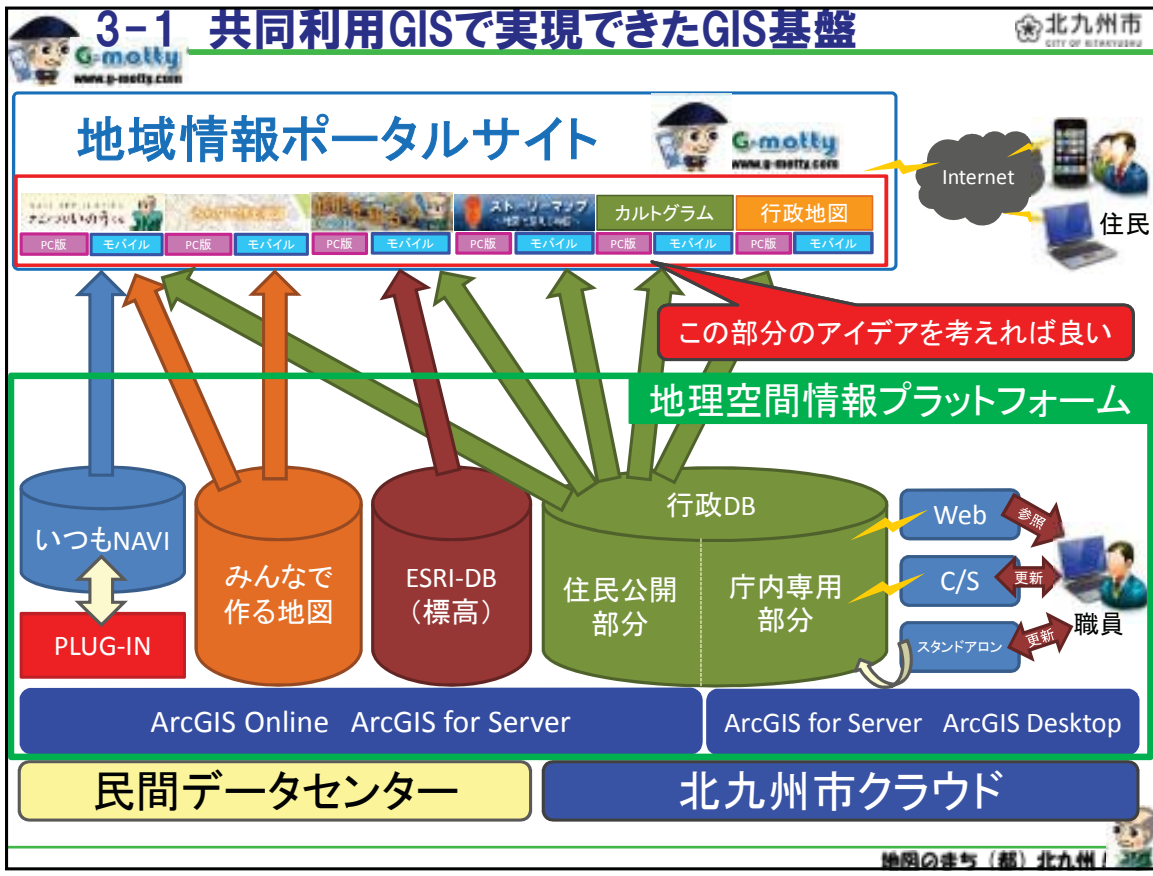 3-1 共同利用GISで実現できたGIS基盤
北九州市
CITY OF KITAKYUSHU
G-motty
www.g-motty.com
地域情報ポータルサイト
G-motty
www.g-motty.com
ストーリーマップ
カルトグラム
行政地図
PC版 モバイル PC版 モバイル PC版 モバイル PC版 モバイル PC版 モバイル PC版 モバイル
Internet
住民
この部分のアイデアを考えれば良い
地理空間情報プラットフォーム
いつもNAVI
PLUG-IN
みんなで
作る地図
ESRI-DB
(標高)
行政DB
住民公開
部分
庁内専用
部分
Web
参照
C/S
更新
スタンドアロン
更新
職員
ArcGIS Online ArcGIS for Server
ArcGIS for Server ArcGIS Desktop
民間データセンター
北九州市クラウド
地図のまち(都)北九州!